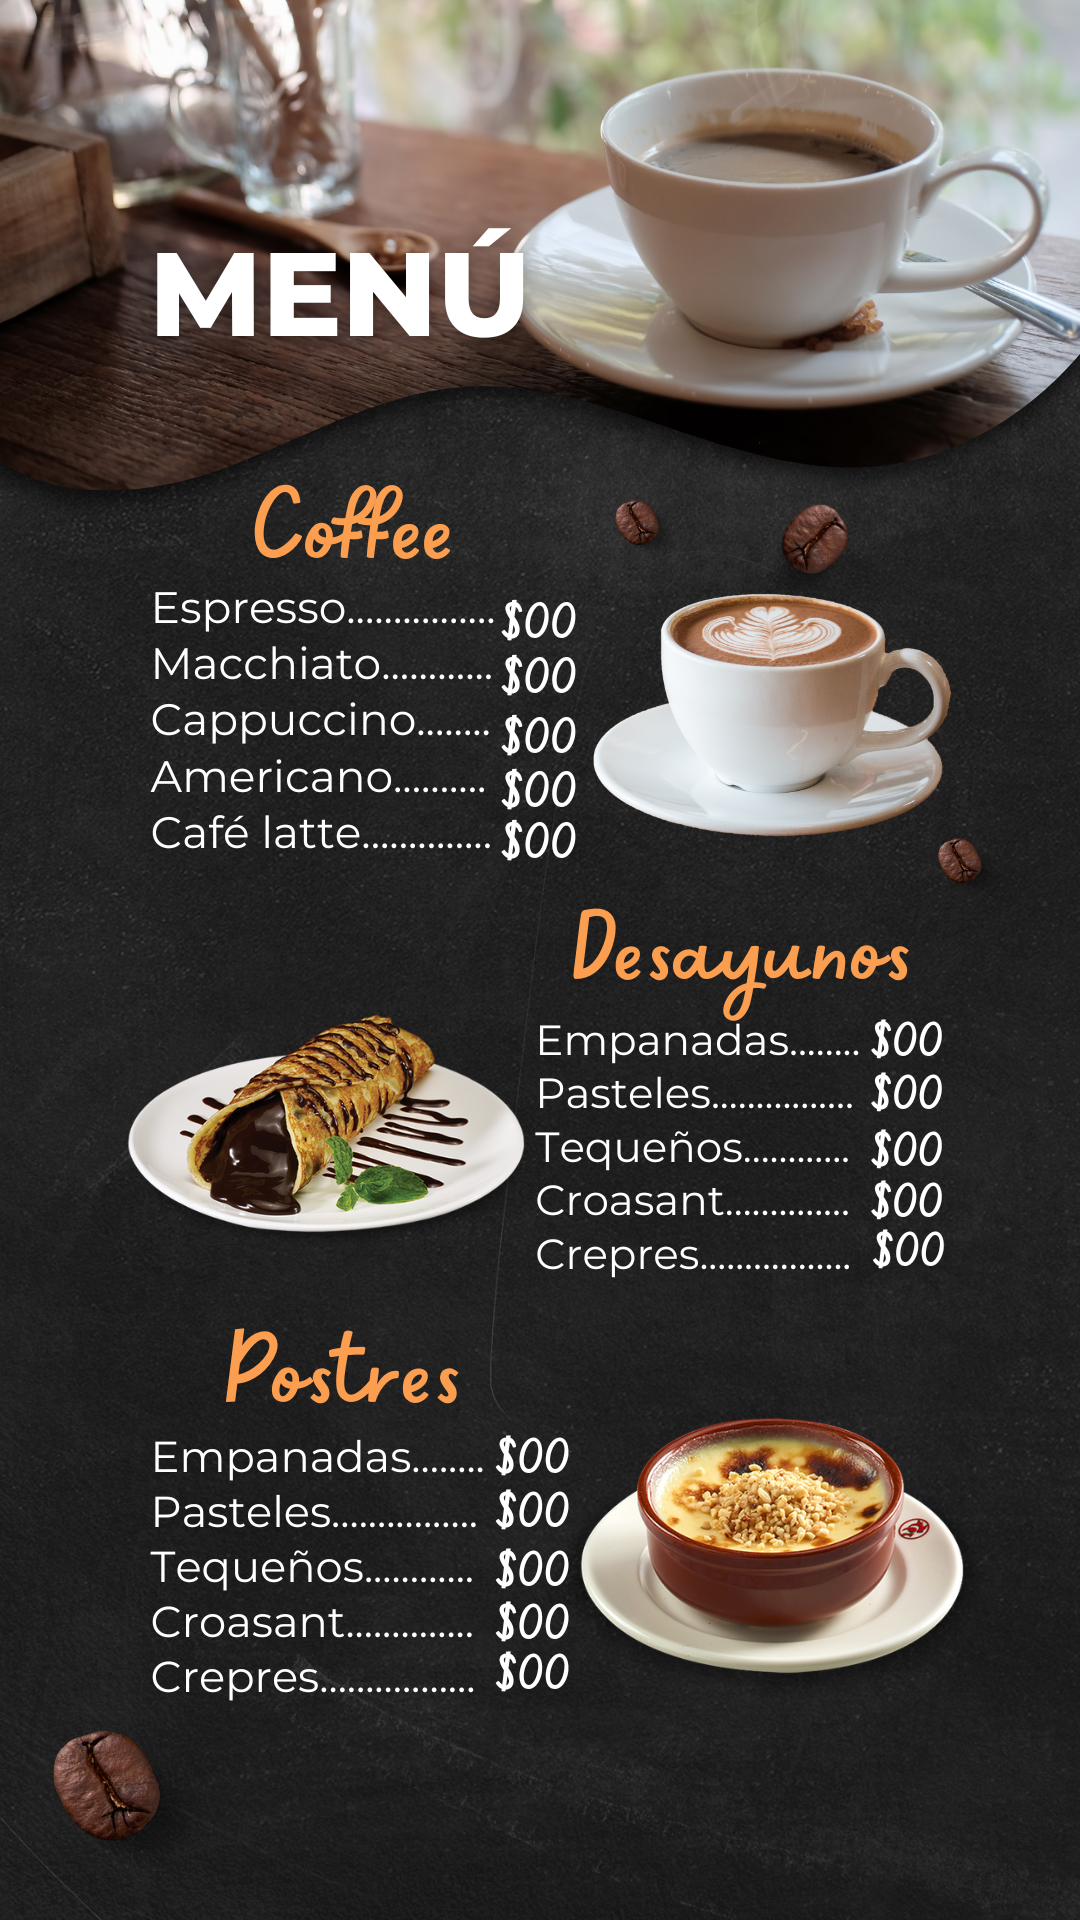 MENÚ
Coffee
Espresso................ $00
Macchiato............ $00
Cappuccino........ $00
Americano.......... $00
Café latte.............. $00
Desayunos
Empanadas........ $00
Pasteles................ $00
Tequeños............ $00
Croasant.............. $00
Crepres................. $00
Postres
Empanadas........ $00
Pasteles................ $00
Tequeños............ $00
Croasant.............. $00
Crepres................. $00